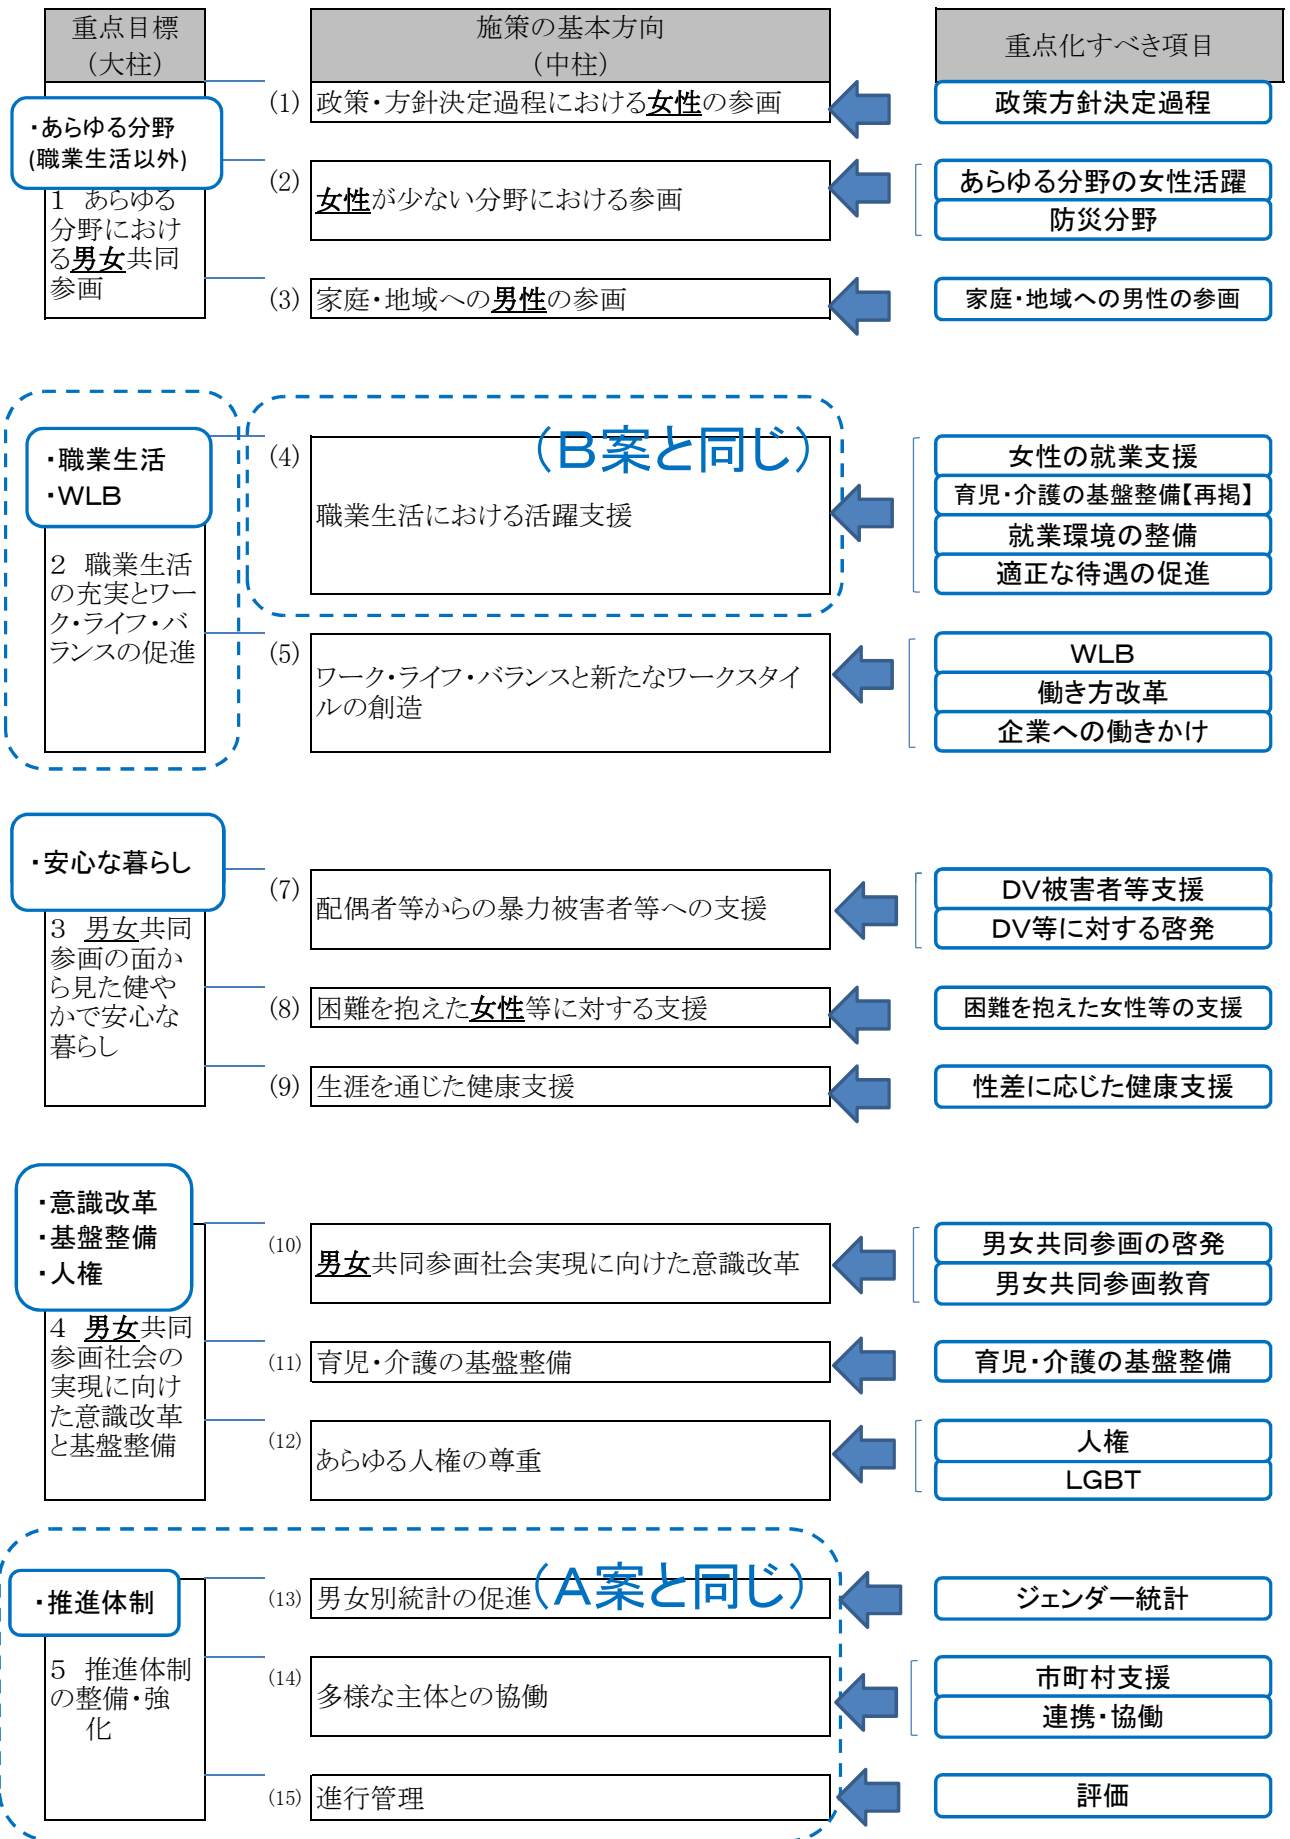 重点目標
（大柱）
施策の基本方向
（中柱）
重点化すべき項目
・あらゆる分野
(職業生活以外)
１　あらゆる
分野におけ
る男女共同
参画
(1)
政策・方針決定過程における女性の参画
政策方針決定過程
(2)
女性が少ない分野における参画
あらゆる分野の女性活躍
防災分野
(3)
家庭・地域への男性の参画
家庭・地域への男性の参画
・職業生活
・ＷＬＢ
２　職業生活
の充実とワー
ク・ライフ・バ
ランスの促進
（Ｂ案と同じ）
(4)
職業生活における活躍支援
女性の就業支援
育児・介護の基盤整備【再掲】
就業環境の整備
適正な待遇の促進
(5)
ワーク・ライフ・バランスと新たなワークスタイ
ルの創造
ＷＬＢ
働き方改革
企業への働きかけ
・安心な暮らし
３　男女共同
参画の面か
ら見た健や
かで安心な
暮らし
(7)
配偶者等からの暴力被害者等への支援
ＤＶ被害者等支援
ＤＶ等に対する啓発
(8)
困難を抱えた女性等に対する支援
困難を抱えた女性等の支援
(9)
生涯を通じた健康支援
性差に応じた健康支援
・意識改革
・基盤整備
・人権
４　男女共同
参画社会の
実現に向け
た意識改革
と基盤整備
(10)
男女共同参画社会実現に向けた意識改革
男女共同参画の啓発
男女共同参画教育
(11)
育児・介護の基盤整備
育児・介護の基盤整備
(12)
あらゆる人権の尊重
人権
ＬＧＢＴ
・推進体制
５　推進体制
の整備・強
化
（Ａ案と同じ）
(13)
男女別統計の促進
ジェンダー統計
(14)
多様な主体との協働
市町村支援
連携・協働
(15)
進行管理
評価